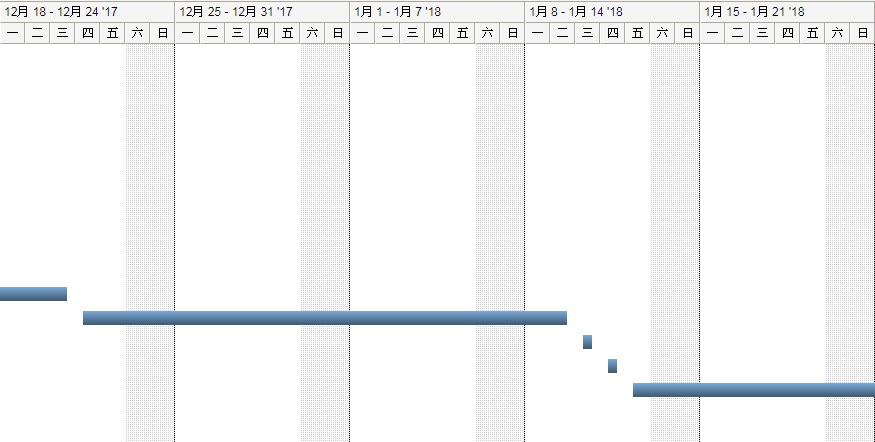 12月 18 - 12月 24 '17 12月 25 - 12月 31 '17 1月 1 - 1月 7 '18 1月 8 - 1月 14 '18 1月 15 - 1月 21 '18
一 二 三 四 五 六 日 一 二 三 四 五 六 日 一 二 三 四 五 六 日 一 二 三 四 五 六 日 一 二 三 四 五 六 日